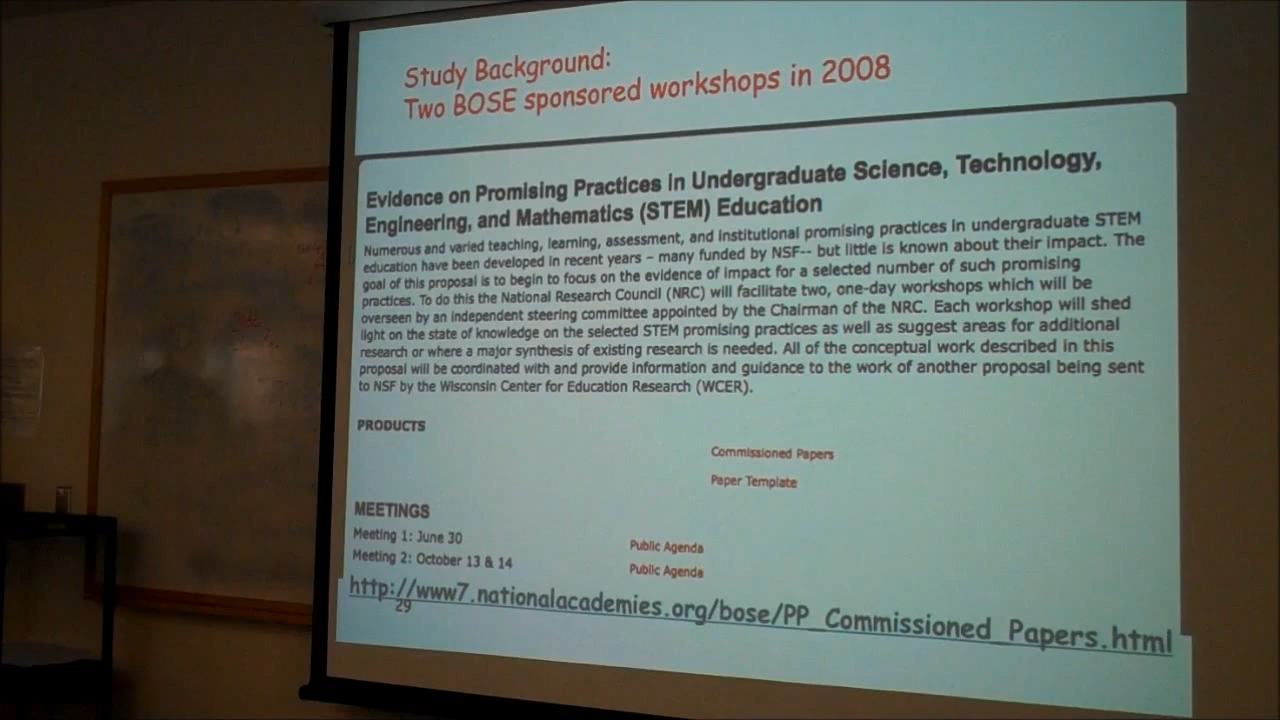 Study Background:
Two BOSE sponsored workshops in 2008
Evidence on Promising Practices in Undergraduate Science, Technology,
Engineering, and Mathematics (STEM) Education
Numerous and varied teaching, learning, assessment, and institutional promising practices in undergraduate STEM
education have been developed in recent years – many funded by NSF-- but little is known about their impact. The
goal of this proposal is to begin to focus on the evidence of impact for a selected number of such promising
practices. To do this the National Research Council (NRC) will facilitate two, one-day workshops which will be
overseen by an independent steering committee appointed by the Chairman of the NRC. Each workshop will shed
light on the state of knowledge on the selected STEM promising practices as well as suggest areas for additional
research or where a major synthesis of existing research is needed. All of the conceptual work described in this
proposal will be coordinated with and provide information and guidance to the work of another proposal being sent
to NSF by the Wisconsin Center for Education Research (WCER).
PRODUCTS
Commissioned Papers
Paper Template
MEETINGS
Meeting 1: June 30 Public Agenda
Meeting 2: October 13 & 14 Public Agenda
http://www7.nationalacademies.org/bose/PP_Commissioned_Papers.html
29